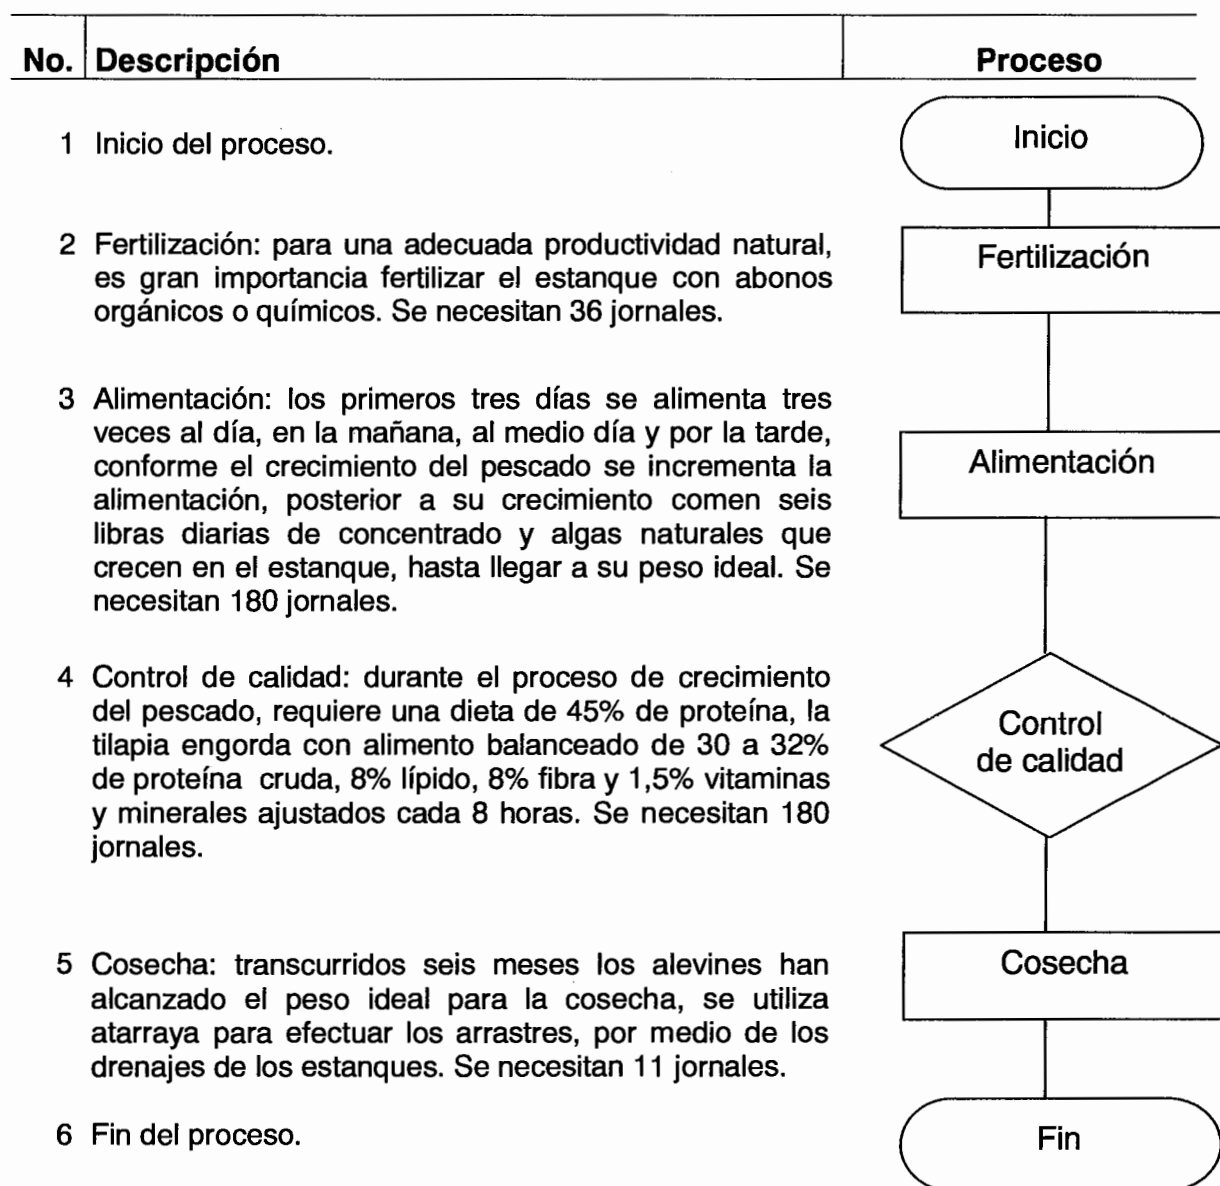 No. Descripción Proceso
1 Inicio del proceso. Inicio
2 Fertilización: para una adecuada productividad natural,
es gran importancia fertilizar el estanque con abonos
orgánicos o químicos. Se necesitan 36 jornales.
Fertilización
3 Alimentación: los primeros tres días se alimenta tres
veces al día, en la mañana, al medio día y por la tarde,
conforme el crecimiento del pescado se incrementa la
alimentación, posterior a su crecimiento comen seis
libras diarias de concentrado y algas naturales que
crecen en el estanque, hasta llegar a su peso ideal. Se
necesitan 180 jornales.
Alimentación
4 Control de calidad: durante el proceso de crecimiento
del pescado, requiere una dieta de 45% de proteína, la
tilapia engorda con alimento balanceado de 30 a 32%
de proteína cruda, 8% lípido, 8% fibra y 1,5% vitaminas
y minerales ajustados cada 8 horas. Se necesitan 180
jornales.
Control
de calidad
5 Cosecha: transcurridos seis meses los alevines han
alcanzado el peso ideal para la cosecha, se utiliza
atarraya para efectuar los arrastres, por medio de los
drenajes de los estanques. Se necesitan 11 jornales.
Cosecha
6 Fin del proceso. Fin